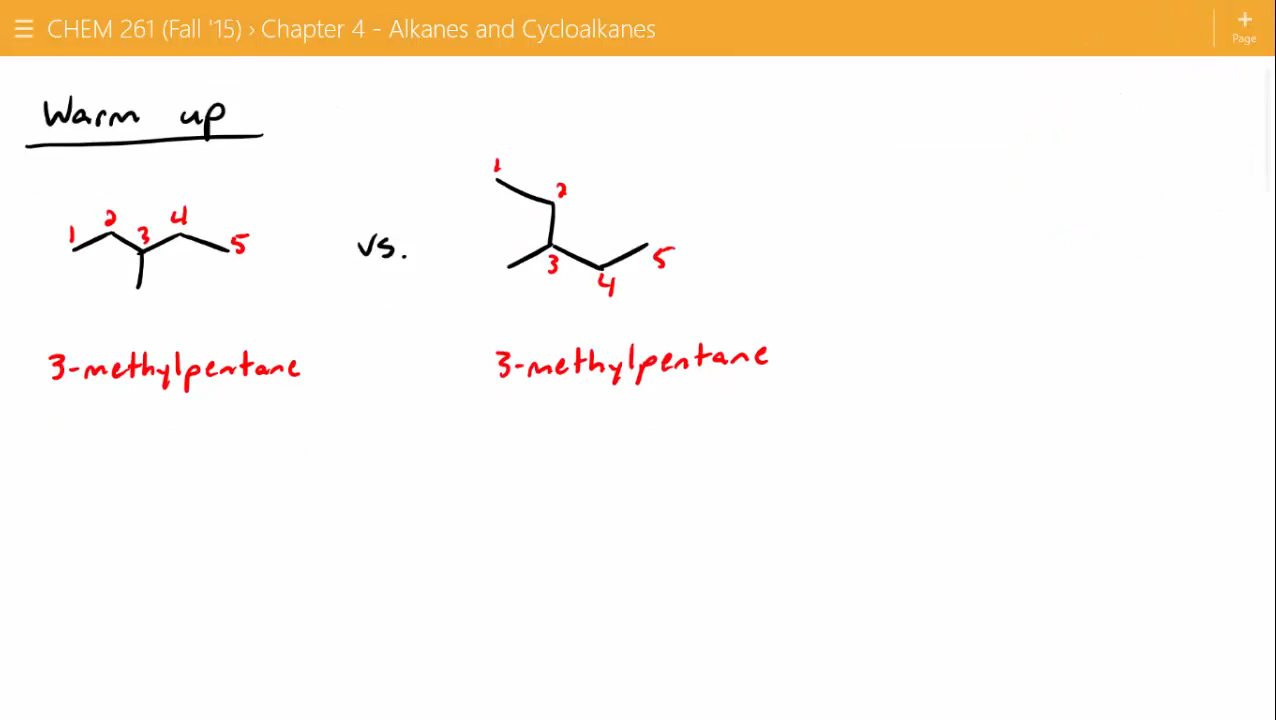 ☰ CHEM 261 (Fall '15) › Chapter 4 - Alkanes and Cycloalkanes
+
Page
Warm up
1 2 3 4 5
vs.
1 2 3 4 5
3-methylpentane
3-methylpentane